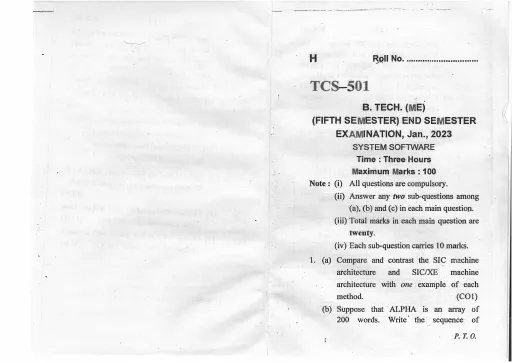 H Roll No. ..............................
TCS–501
B. TECH. (ME)
(FIFTH SEMESTER) END SEMESTER
EXAMINATION, Jan., 2023
SYSTEM SOFTWARE
Time : Three Hours
Maximum Marks : 100
Note : (i) All questions are compulsory.
(ii) Answer any two sub-questions among
(a), (b) and (c) in each main question.
(iii) Total marks in each main question are
twenty.
(iv) Each sub-question carries 10 marks.
1. (a) Compare and contrast the SIC machine
architecture and SIC/XE machine
architecture with one example of each
method. (CO1)
(b) Suppose that ALPHA is an array of
200 words. Write the sequence of
P. T. O.